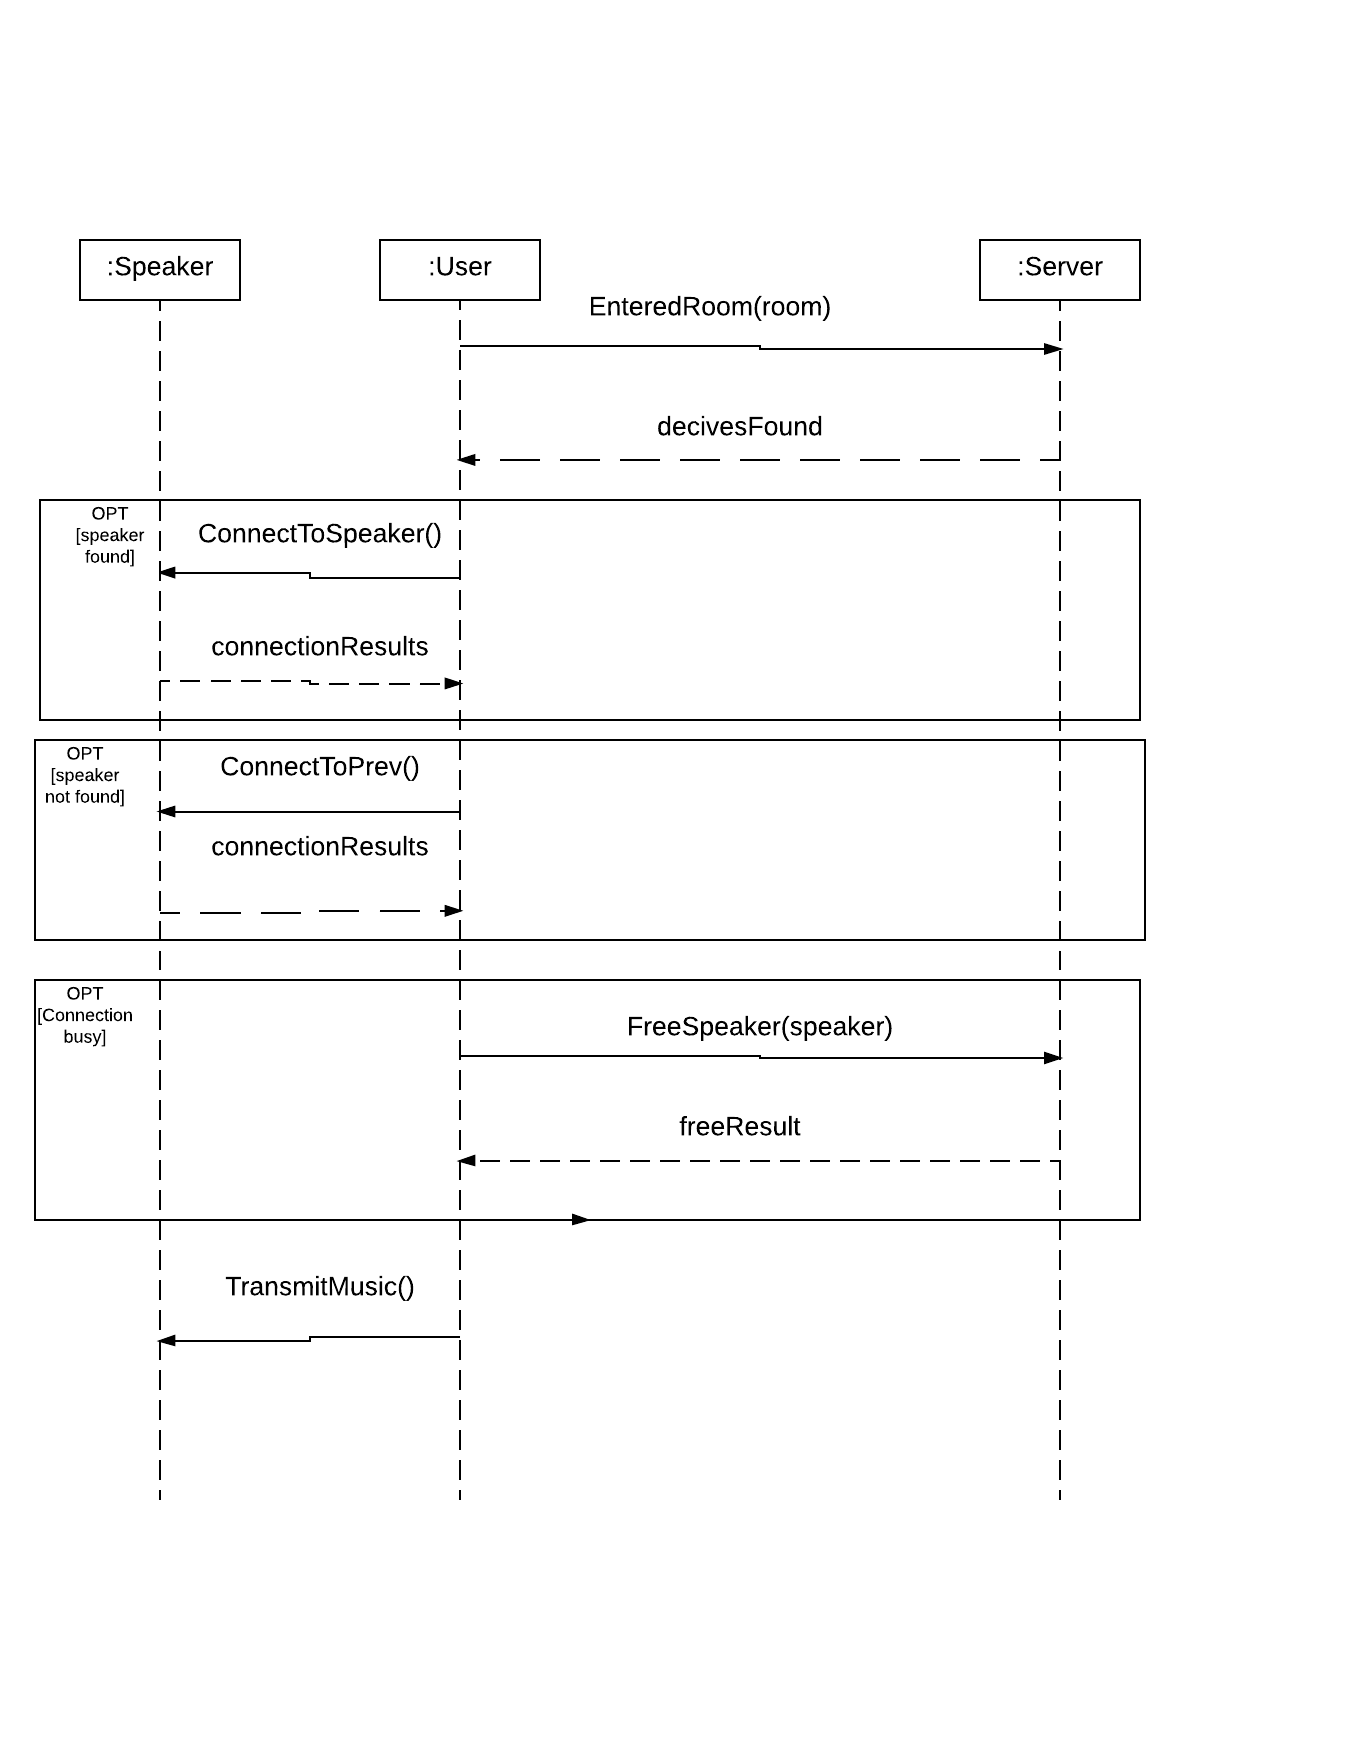 :Speaker
:User
:Server
EnteredRoom(room)
decivesFound
OPT
[speaker
found]
ConnectToSpeaker()
connectionResults
OPT
[speaker
not found]
ConnectToPrev()
connectionResults
OPT
[Connection
busy]
FreeSpeaker(speaker)
freeResult
TransmitMusic()